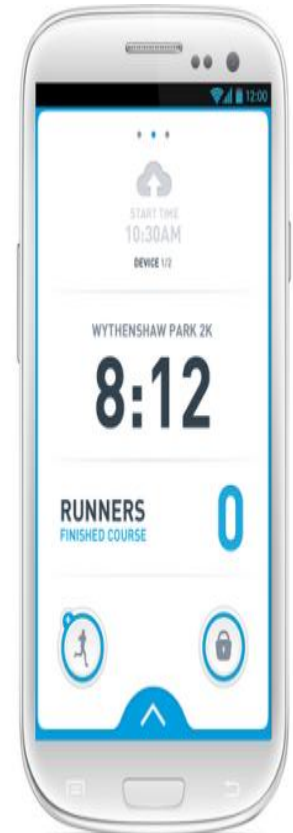 12:00
START TIME
10:30AM
DEVICE 1/2
WYTHENSHAW PARK 2K
8:12
RUNNERS 0
FINISHED COURSE